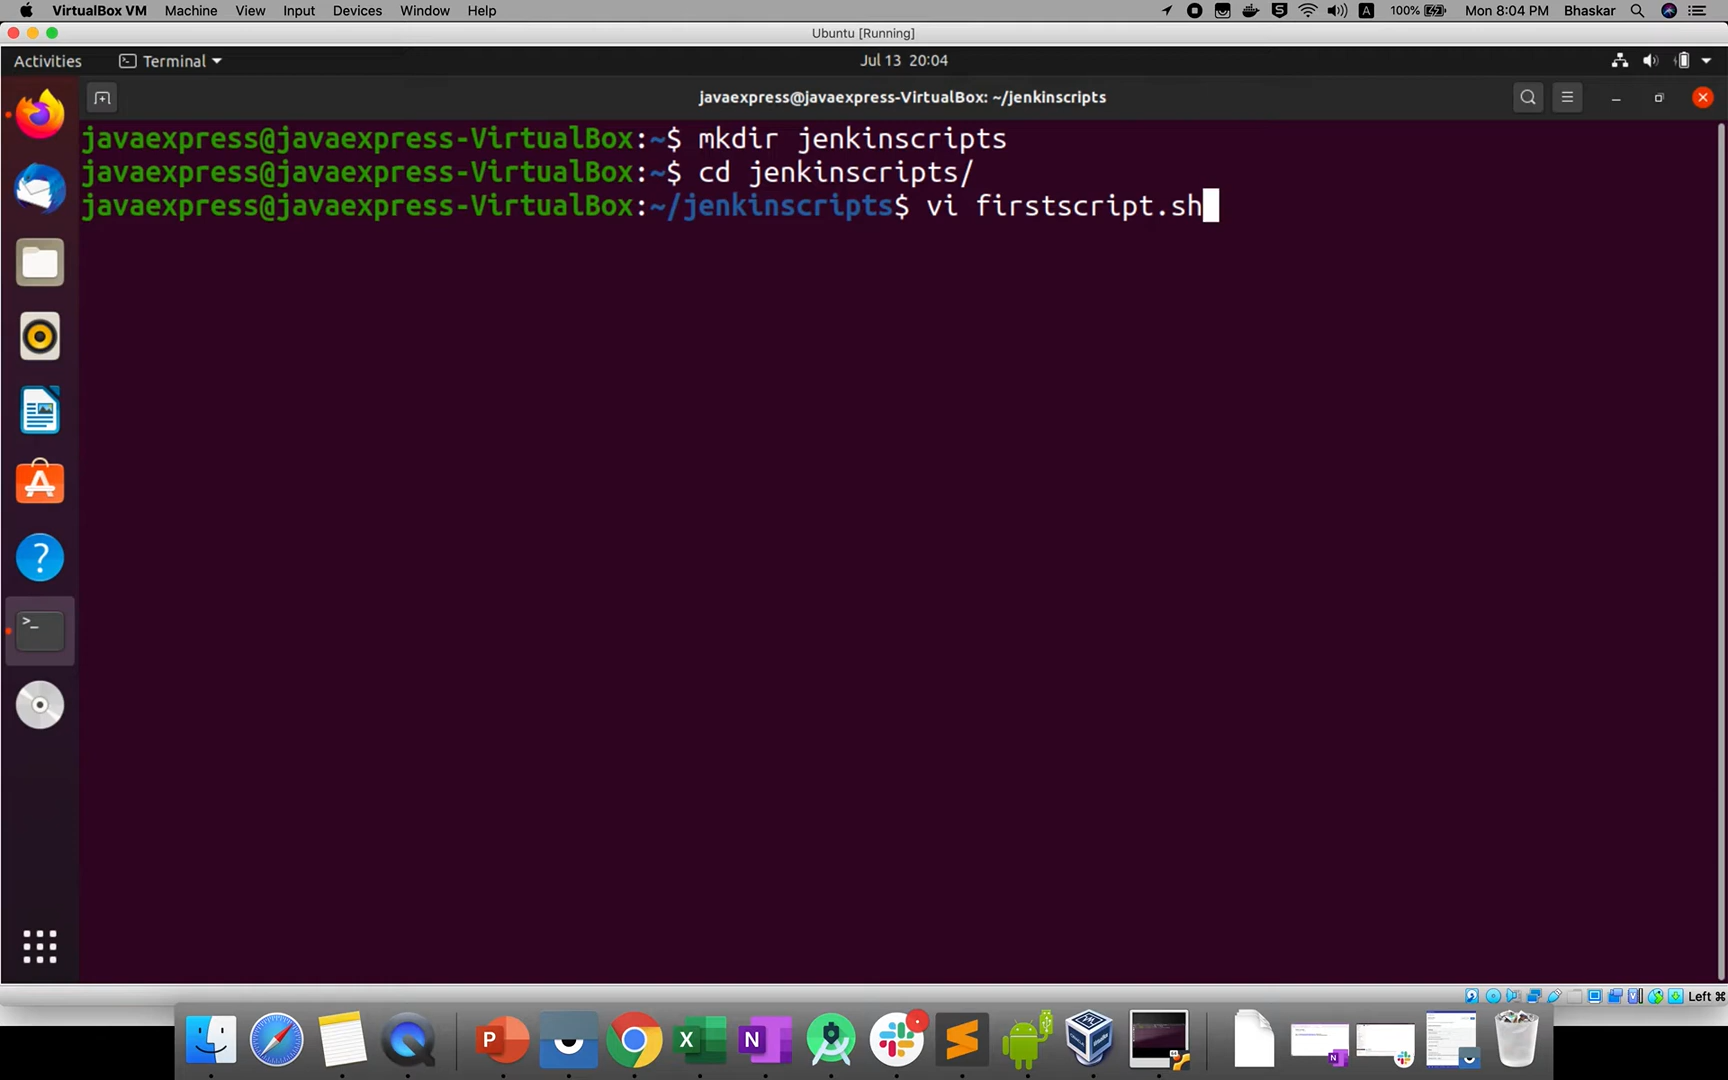 VirtualBox VM Machine View Input Devices Window Help 100% Mon 8:04 PM Bhaskar
Ubuntu [Running]
Activities Terminal Jul 13 20:04
javaexpress@javaexpress-VirtualBox: ~/jenkinscripts
javaexpress@javaexpress-VirtualBox:~$ mkdir jenkinscripts
javaexpress@javaexpress-VirtualBox:~$ cd jenkinscripts/
javaexpress@javaexpress-VirtualBox:~/jenkinscripts$ vi firstscript.sh
Left ⌘